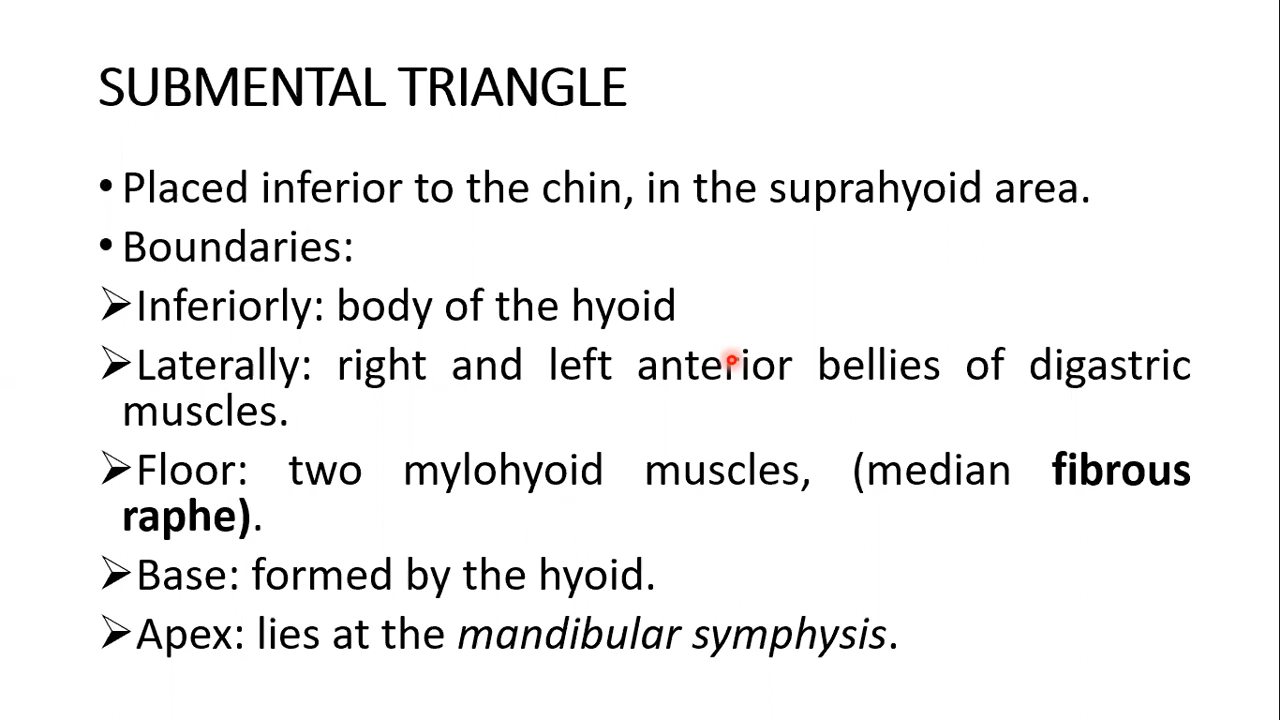 SUBMENTAL TRIANGLE
• Placed inferior to the chin, in the suprahyoid area.
• Boundaries:
➢Inferiorly: body of the hyoid
➢Laterally: right and left anterior bellies of digastric
muscles.
➢Floor: two mylohyoid muscles, (median fibrous
raphe).
➢Base: formed by the hyoid.
➢Apex: lies at the mandibular symphysis.